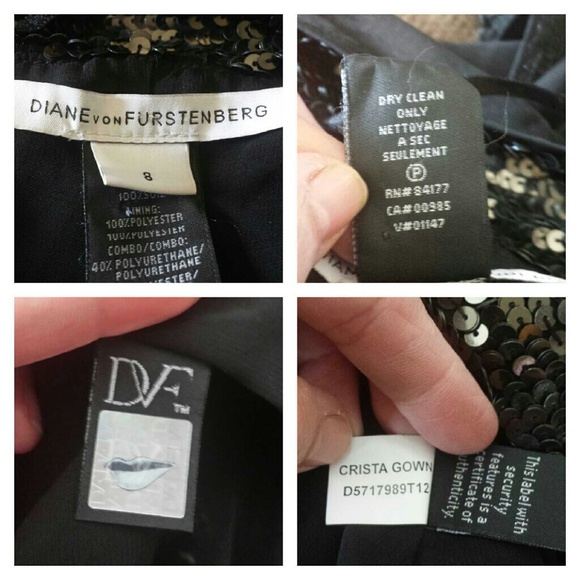 DIANE VON FURSTENBERG
8
100%
LINING:
100% POLYESTER
100% POLYESTER
COMBO/COMBO:
40% POLYURETHANE/
POLYURETHANE
DRY CLEAN
ONLY
NETTOYAGE
A SEC
SEULEMENT
P
RN# 84177
CA# 00985
V# 01147
DVF
TM
CRISTA GOWN
D5717989T12
This label with
security
features is a
certificate of
authenticity.